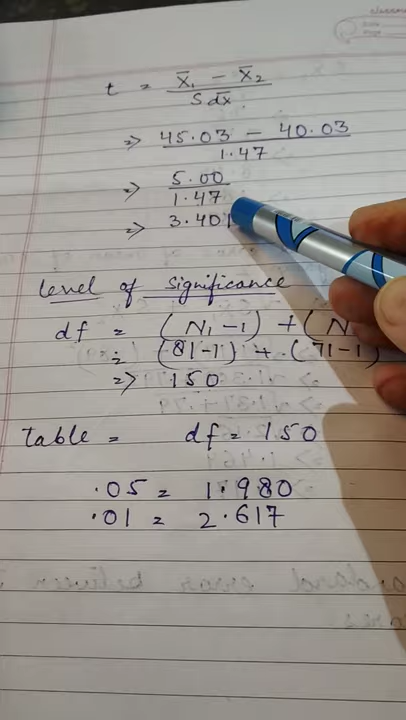 t = X̄₁ - X̄₂ / S dx̄
=> 45.03 - 40.03 / 1.47
=> 5.00 / 1.47
=> 3.401
Level of Significance
df = (N₁ - 1) + (N
= (81-1) + (71-1)
=> 150
Table = df = 150
.05 = 1.980
.01 = 2.617